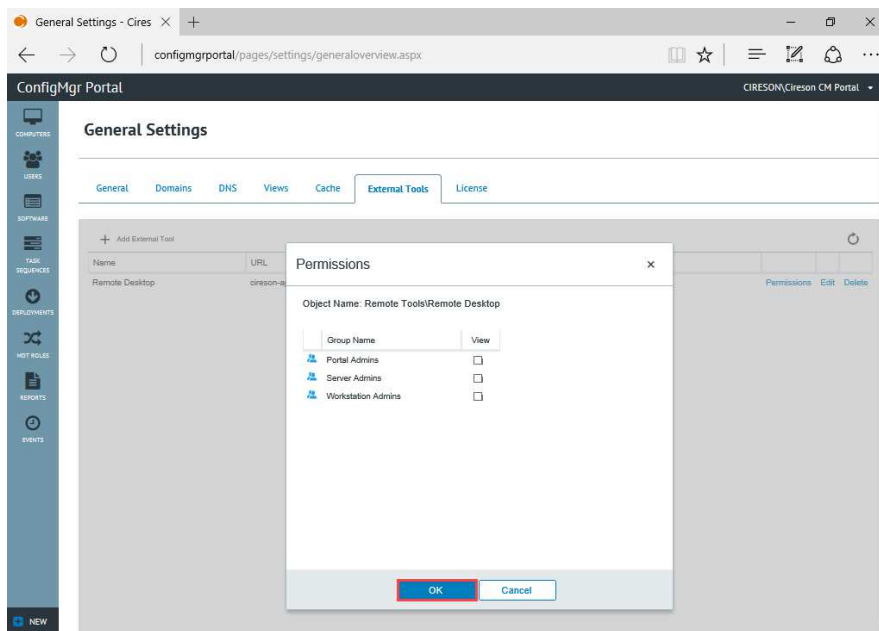 General Settings - Cires
configmgrportal/pages/settings/generaloverview.aspx
ConfigMgr Portal
CIRESON\Cireson CM Portal
COMPUTERS
USERS
SOFTWARE
TASK
SEQUENCES
DEPLOYMENTS
MDT ROLES
REPORTS
EVENTS
NEW
General Settings
General Domains DNS Views Cache External Tools License
Add External Tool
Name URL
Remote Desktop Permissions Edit Delete
Permissions
Object Name: Remote Tools\Remote Desktop
Group Name View
Portal Admins
Server Admins
Workstation Admins
OK Cancel